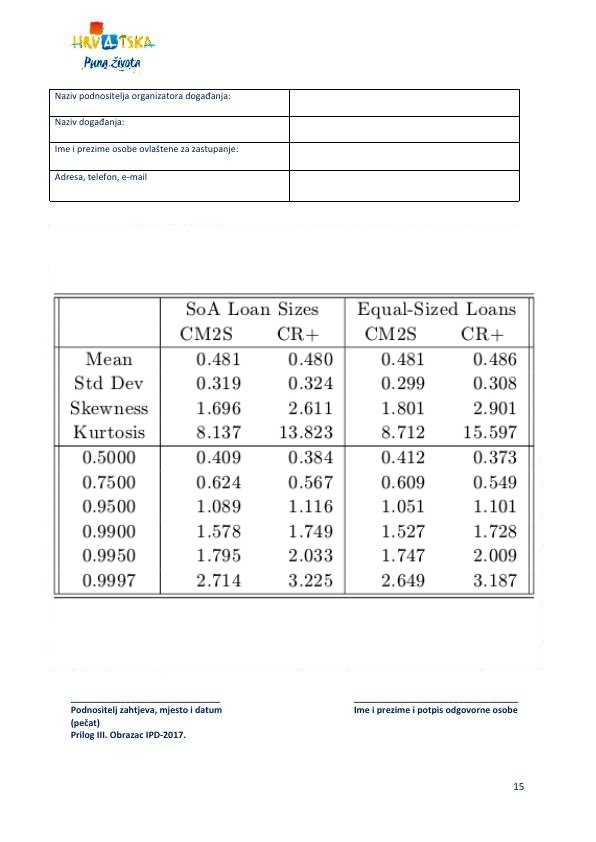 HRVATSKA
Puna života
Naziv podnositelja organizatora događanja:
Naziv događanja:
Ime i prezime osobe ovlaštene za zastupanje:
Adresa, telefon, e-mail
SoA Loan Sizes Equal-Sized Loans
CM2S CR+ CM2S CR+
Mean 0.481 0.480 0.481 0.486
Std Dev 0.319 0.324 0.299 0.308
Skewness 1.696 2.611 1.801 2.901
Kurtosis 8.137 13.823 8.712 15.597
0.5000 0.409 0.384 0.412 0.373
0.7500 0.624 0.567 0.609 0.549
0.9500 1.089 1.116 1.051 1.101
0.9900 1.578 1.749 1.527 1.728
0.9950 1.795 2.033 1.747 2.009
0.9997 2.714 3.225 2.649 3.187
Podnositelj zahtjeva, mjesto i datum Ime i prezime i potpis odgovorne osobe
(pečat)
Prilog III. Obrazac IPD-2017.
15